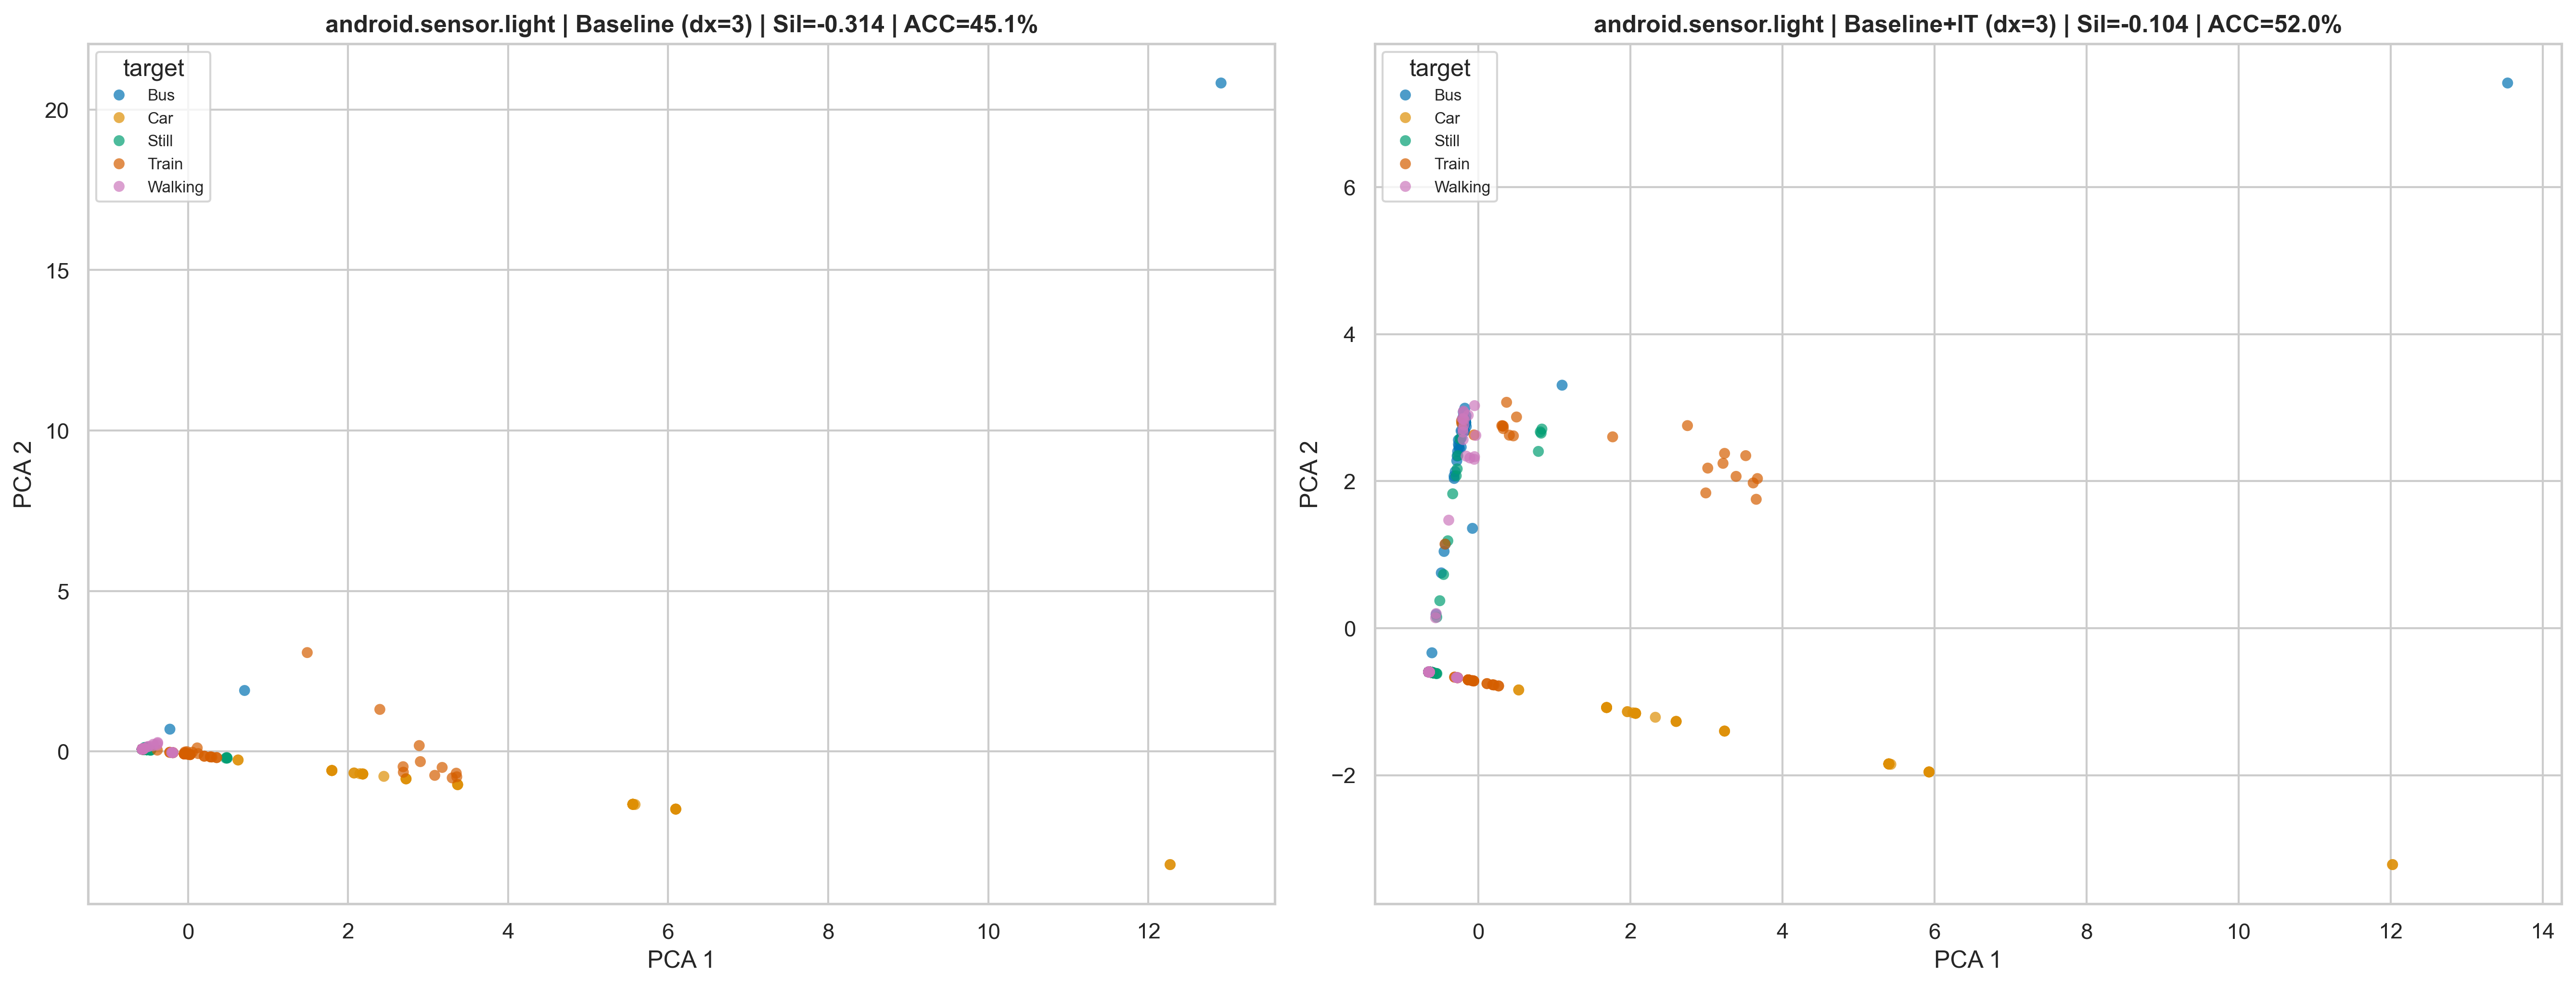 android.sensor.light | Baseline (dx=3) | Sil=-0.314 | ACC=45.1%
target
Bus
Car
Still
Train
Walking
20
15
10
5
0
PCA 2
0 2 4 6 8 10 12
PCA 1
android.sensor.light | Baseline+IT (dx=3) | Sil=-0.104 | ACC=52.0%
target
Bus
Car
Still
Train
Walking
6
4
2
0
−2
PCA 2
0 2 4 6 8 10 12 14
PCA 1